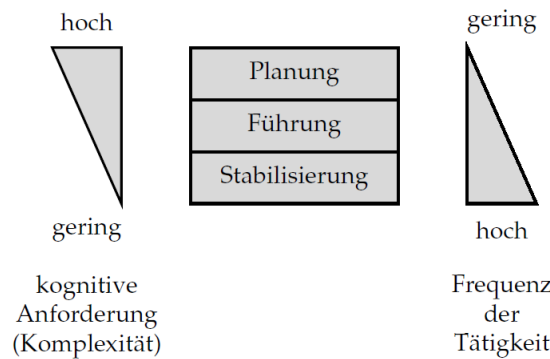 hoch
gering
Planung
Führung
Stabilisierung
gering
hoch
kognitive
Anforderung
(Komplexität)
Frequenz
der
Tätigkeit